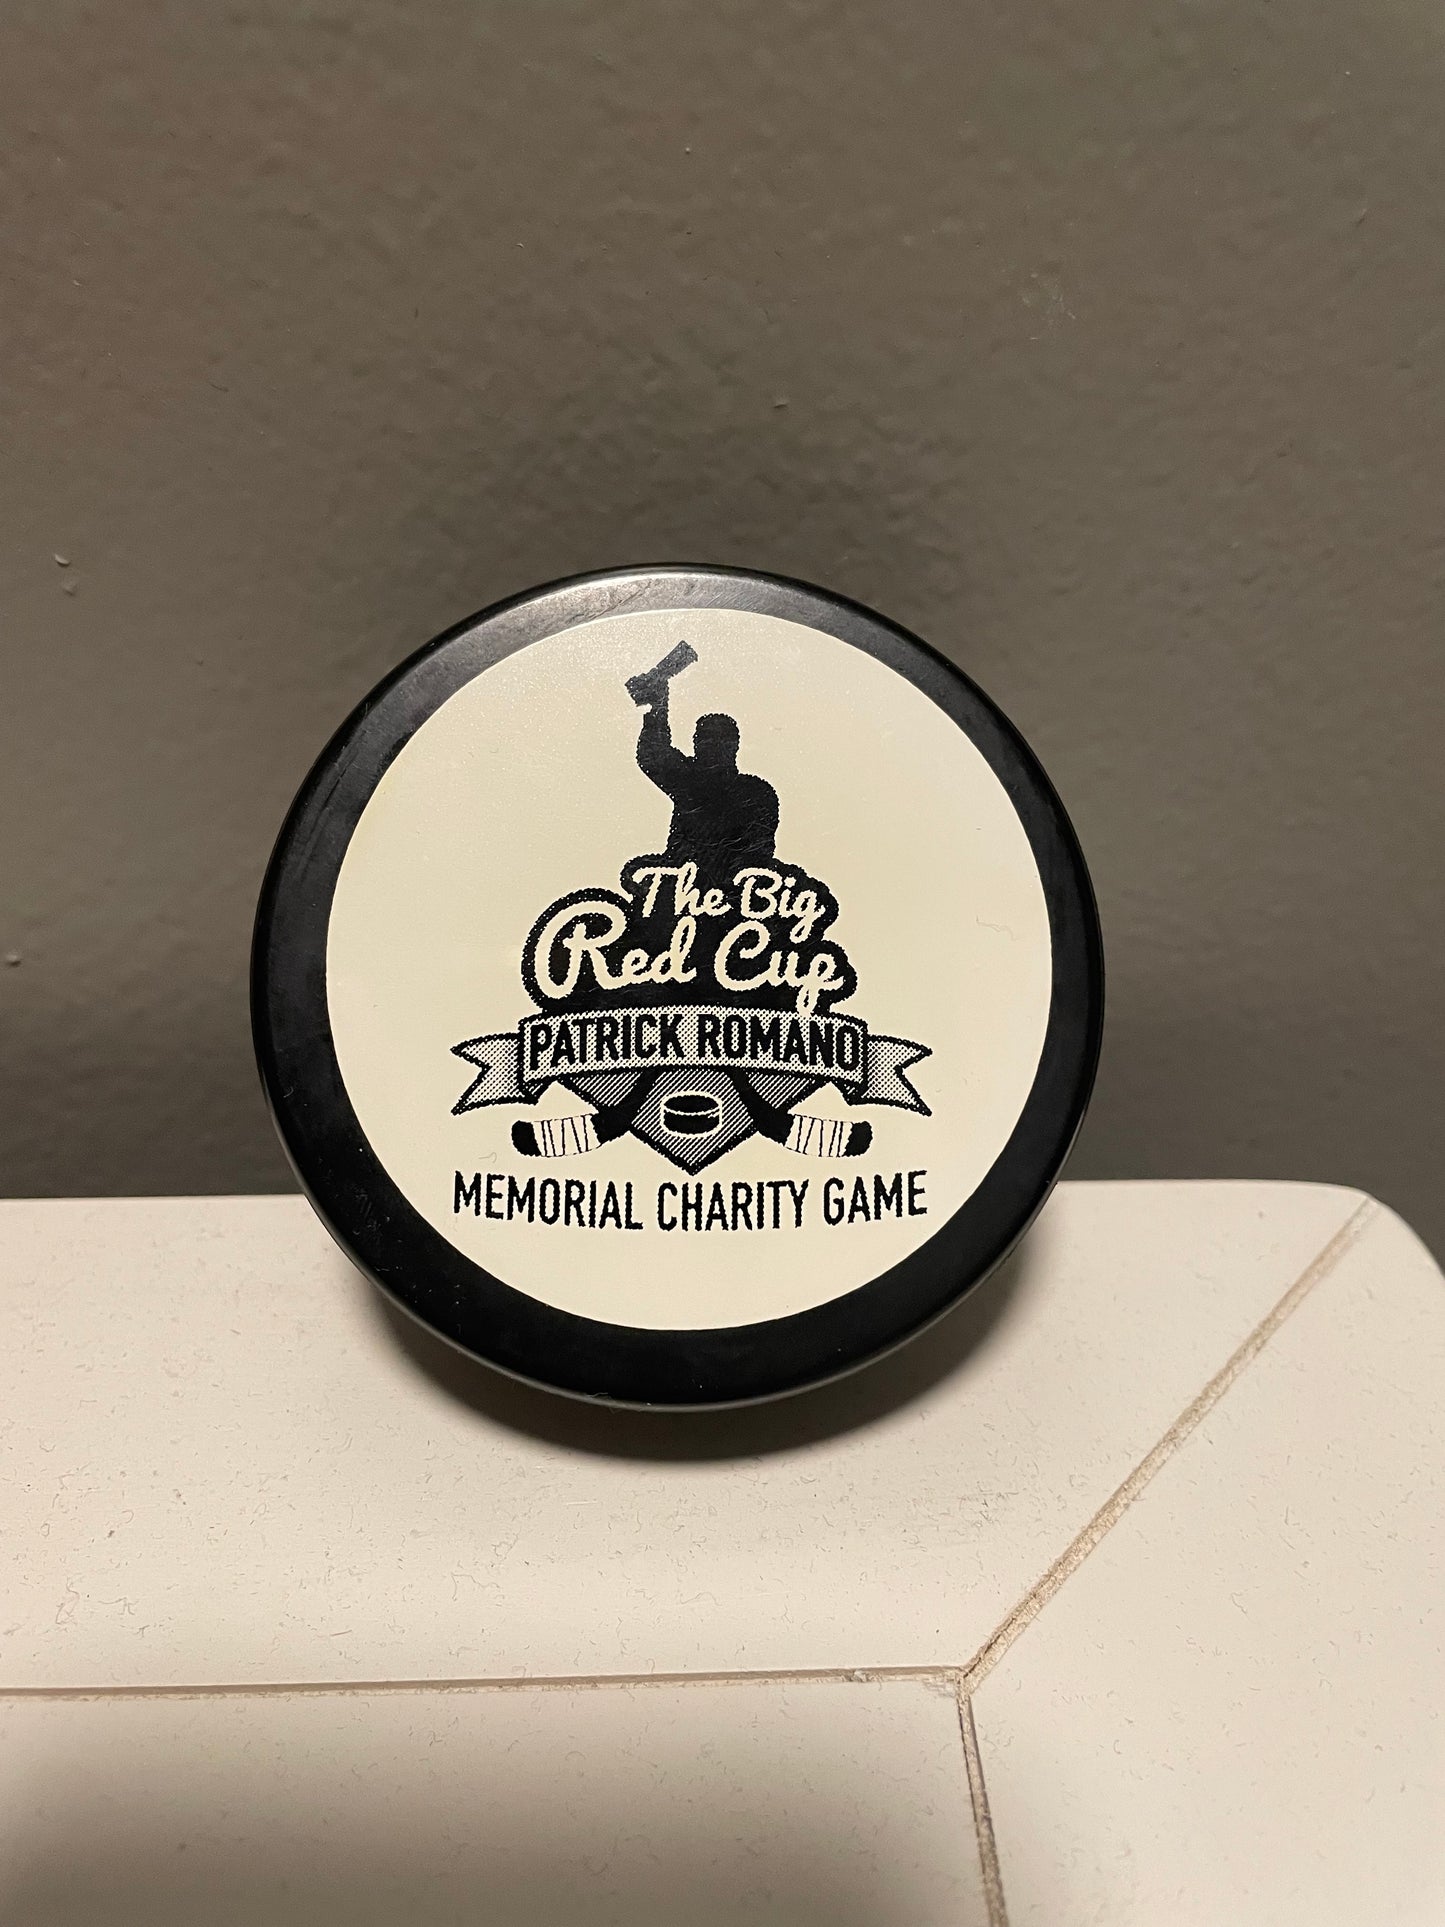 The Big
Red Cup
PATRICK ROMANO
MEMORIAL CHARITY GAME